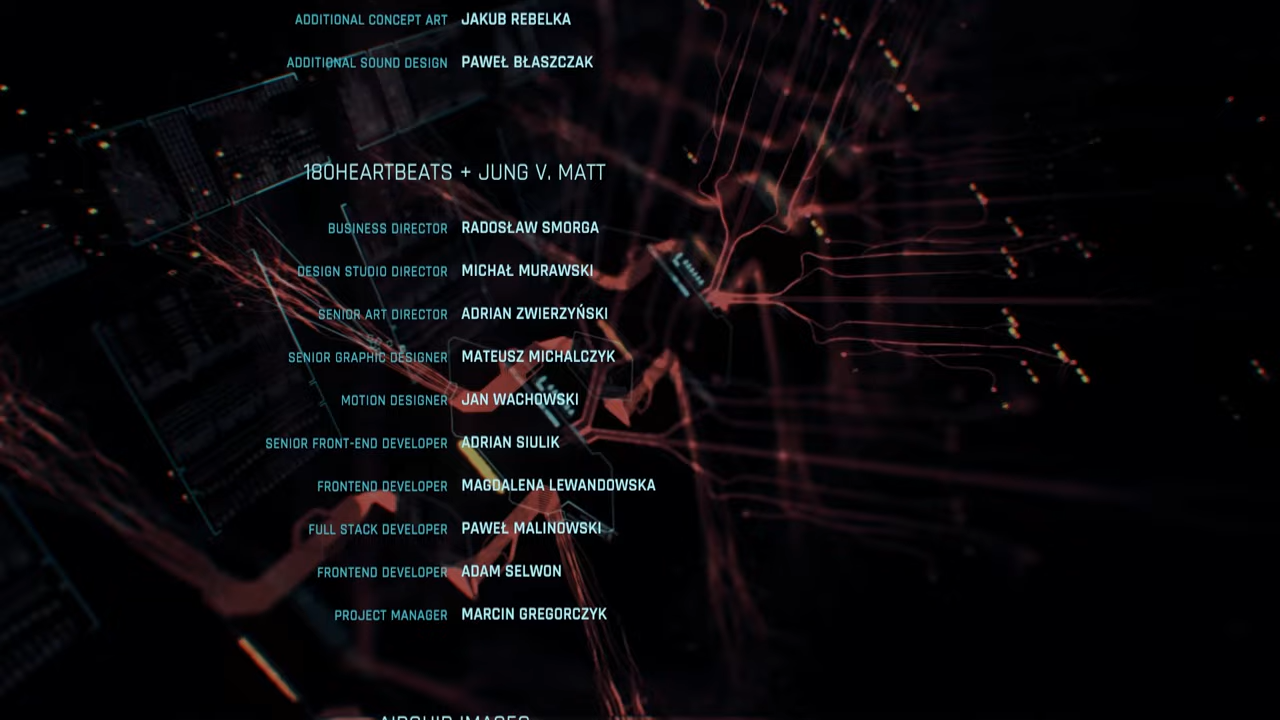 ADDITIONAL CONCEPT ART JAKUB REBELKA
ADDITIONAL SOUND DESIGN PAWEŁ BŁASZCZAK
180HEARTBEATS + JUNG V. MATT
BUSINESS DIRECTOR RADOSŁAW SMORGA
DESIGN STUDIO DIRECTOR MICHAŁ MURAWSKI
SENIOR ART DIRECTOR ADRIAN ZWIERZYŃSKI
SENIOR GRAPHIC DESIGNER MATEUSZ MICHALCZYK
MOTION DESIGNER JAN WACHOWSKI
SENIOR FRONT-END DEVELOPER ADRIAN SIULIK
FRONTEND DEVELOPER MAGDALENA LEWANDOWSKA
FULL STACK DEVELOPER PAWEŁ MALINOWSKI
FRONTEND DEVELOPER ADAM SELWON
PROJECT MANAGER MARCIN GREGORCZYK